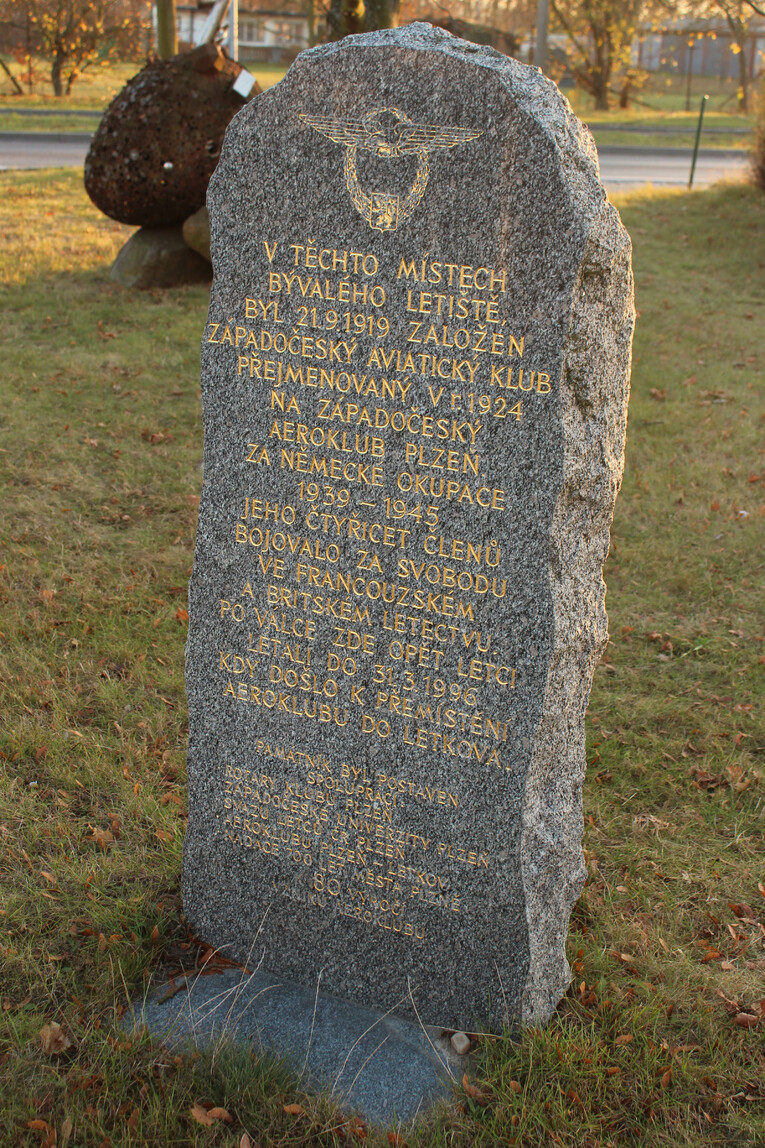 V TĚCHTO MÍSTECH
BÝVALÉHO LETIŠTĚ,
BYL 21.9.1919 ZALOŽEN
ZÁPADOČESKÝ AVIATICKÝ KLUB
PŘEJMENOVANÝ V r.1924
NA ZÁPADOČESKÝ
AEROKLUB PLZEŇ
ZA NĚMECKÉ OKUPACE
1939 – 1945
JEHO ČTYŘICET ČLENŮ
BOJOVALO ZA SVOBODU
VE FRANCOUZSKÉM
A BRITSKÉM LETECTVU.
PO VÁLCE ZDE OPĚT LETCI
LÉTALI DO 31.3.1996
KDY DOŠLO K PŘEMÍSTĚNÍ
AEROKLUBU DO LETKOVA..
PAMÁTNÍK BYL POSTAVEN
SPOLUPRACÍ
ROTARY KLUBU PLZEŇ
ZÁPADOČESKÉ UNIVERZITY PLZEŇ
SVAZU LETCŮ ČR PLZEŇ
AEROKLUBU PLZEŇ – LETKOV
NADACE 700 LET MĚSTA PLZNĚ
80. VÝROČÍ
VZNIKU AEROKLUBU